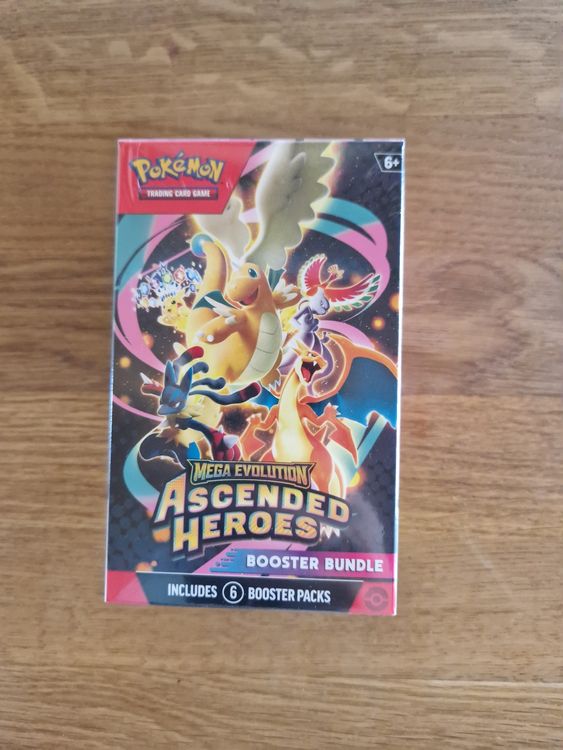 POKÉMON
TRADING CARD GAME
6+
MEGA EVOLUTION
ASCENDED
HEROES
BOOSTER BUNDLE
INCLUDES 6 BOOSTER PACKS